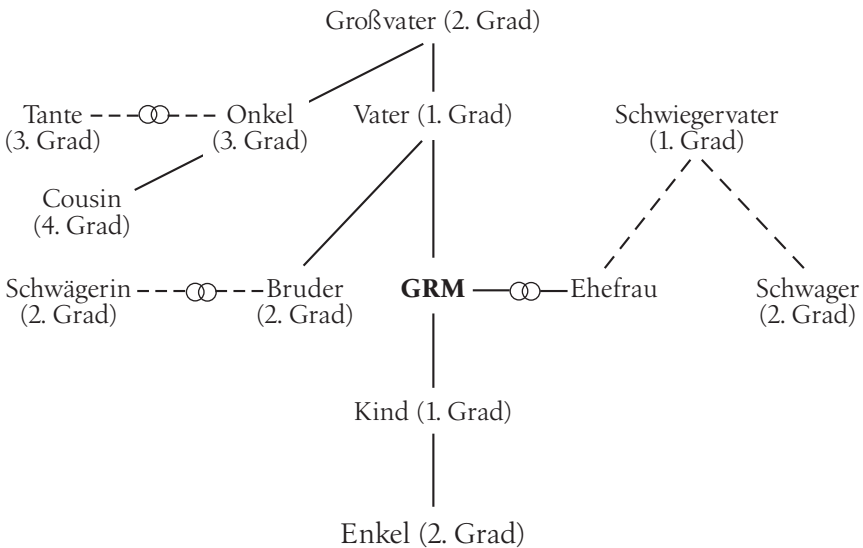 Großvater (2. Grad)
Tante Onkel Vater (1. Grad) Schwiegervater
(3. Grad) (3. Grad) (1. Grad)
Cousin
(4. Grad)
Schwägerin Bruder GRM Ehefrau Schwager
(2. Grad) (2. Grad) (2. Grad)
Kind (1. Grad)
Enkel (2. Grad)